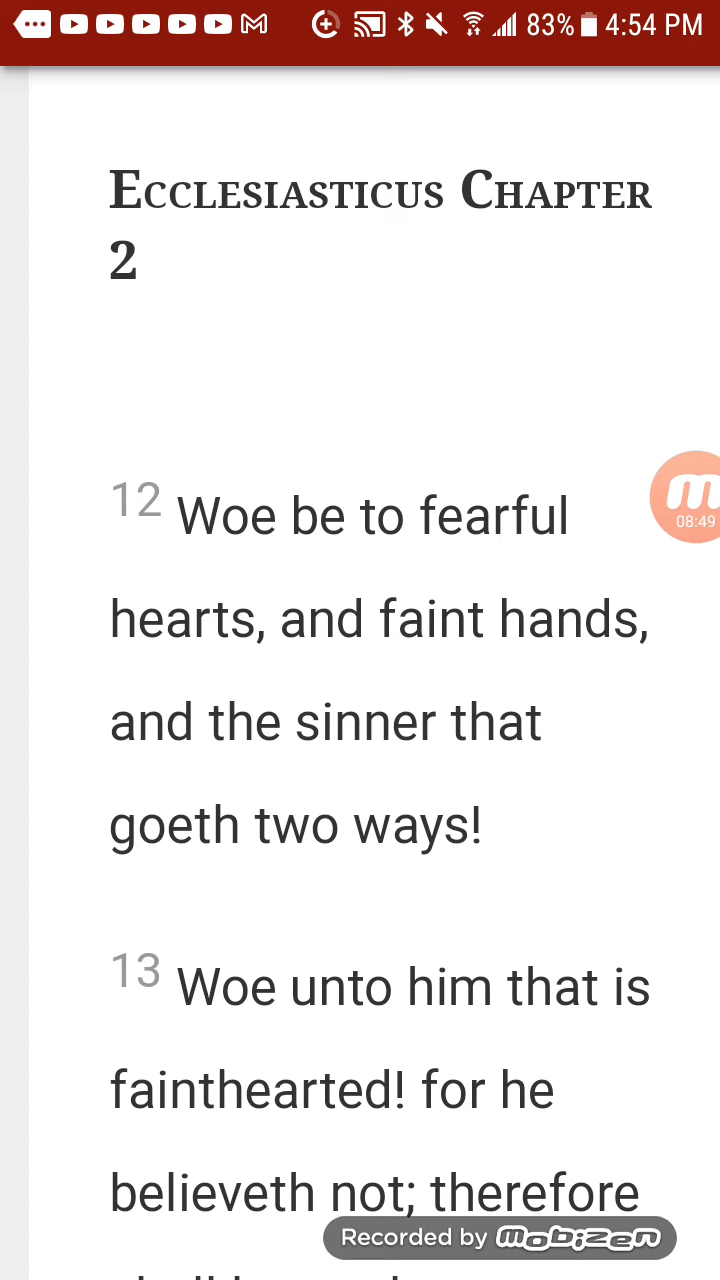 83% 4:54 PM
Ecclesiasticus Chapter
2
12 Woe be to fearful
hearts, and faint hands,
and the sinner that
goeth two ways!
08:49
13 Woe unto him that is
fainthearted! for he
believeth not; therefore
Recorded by mobizen